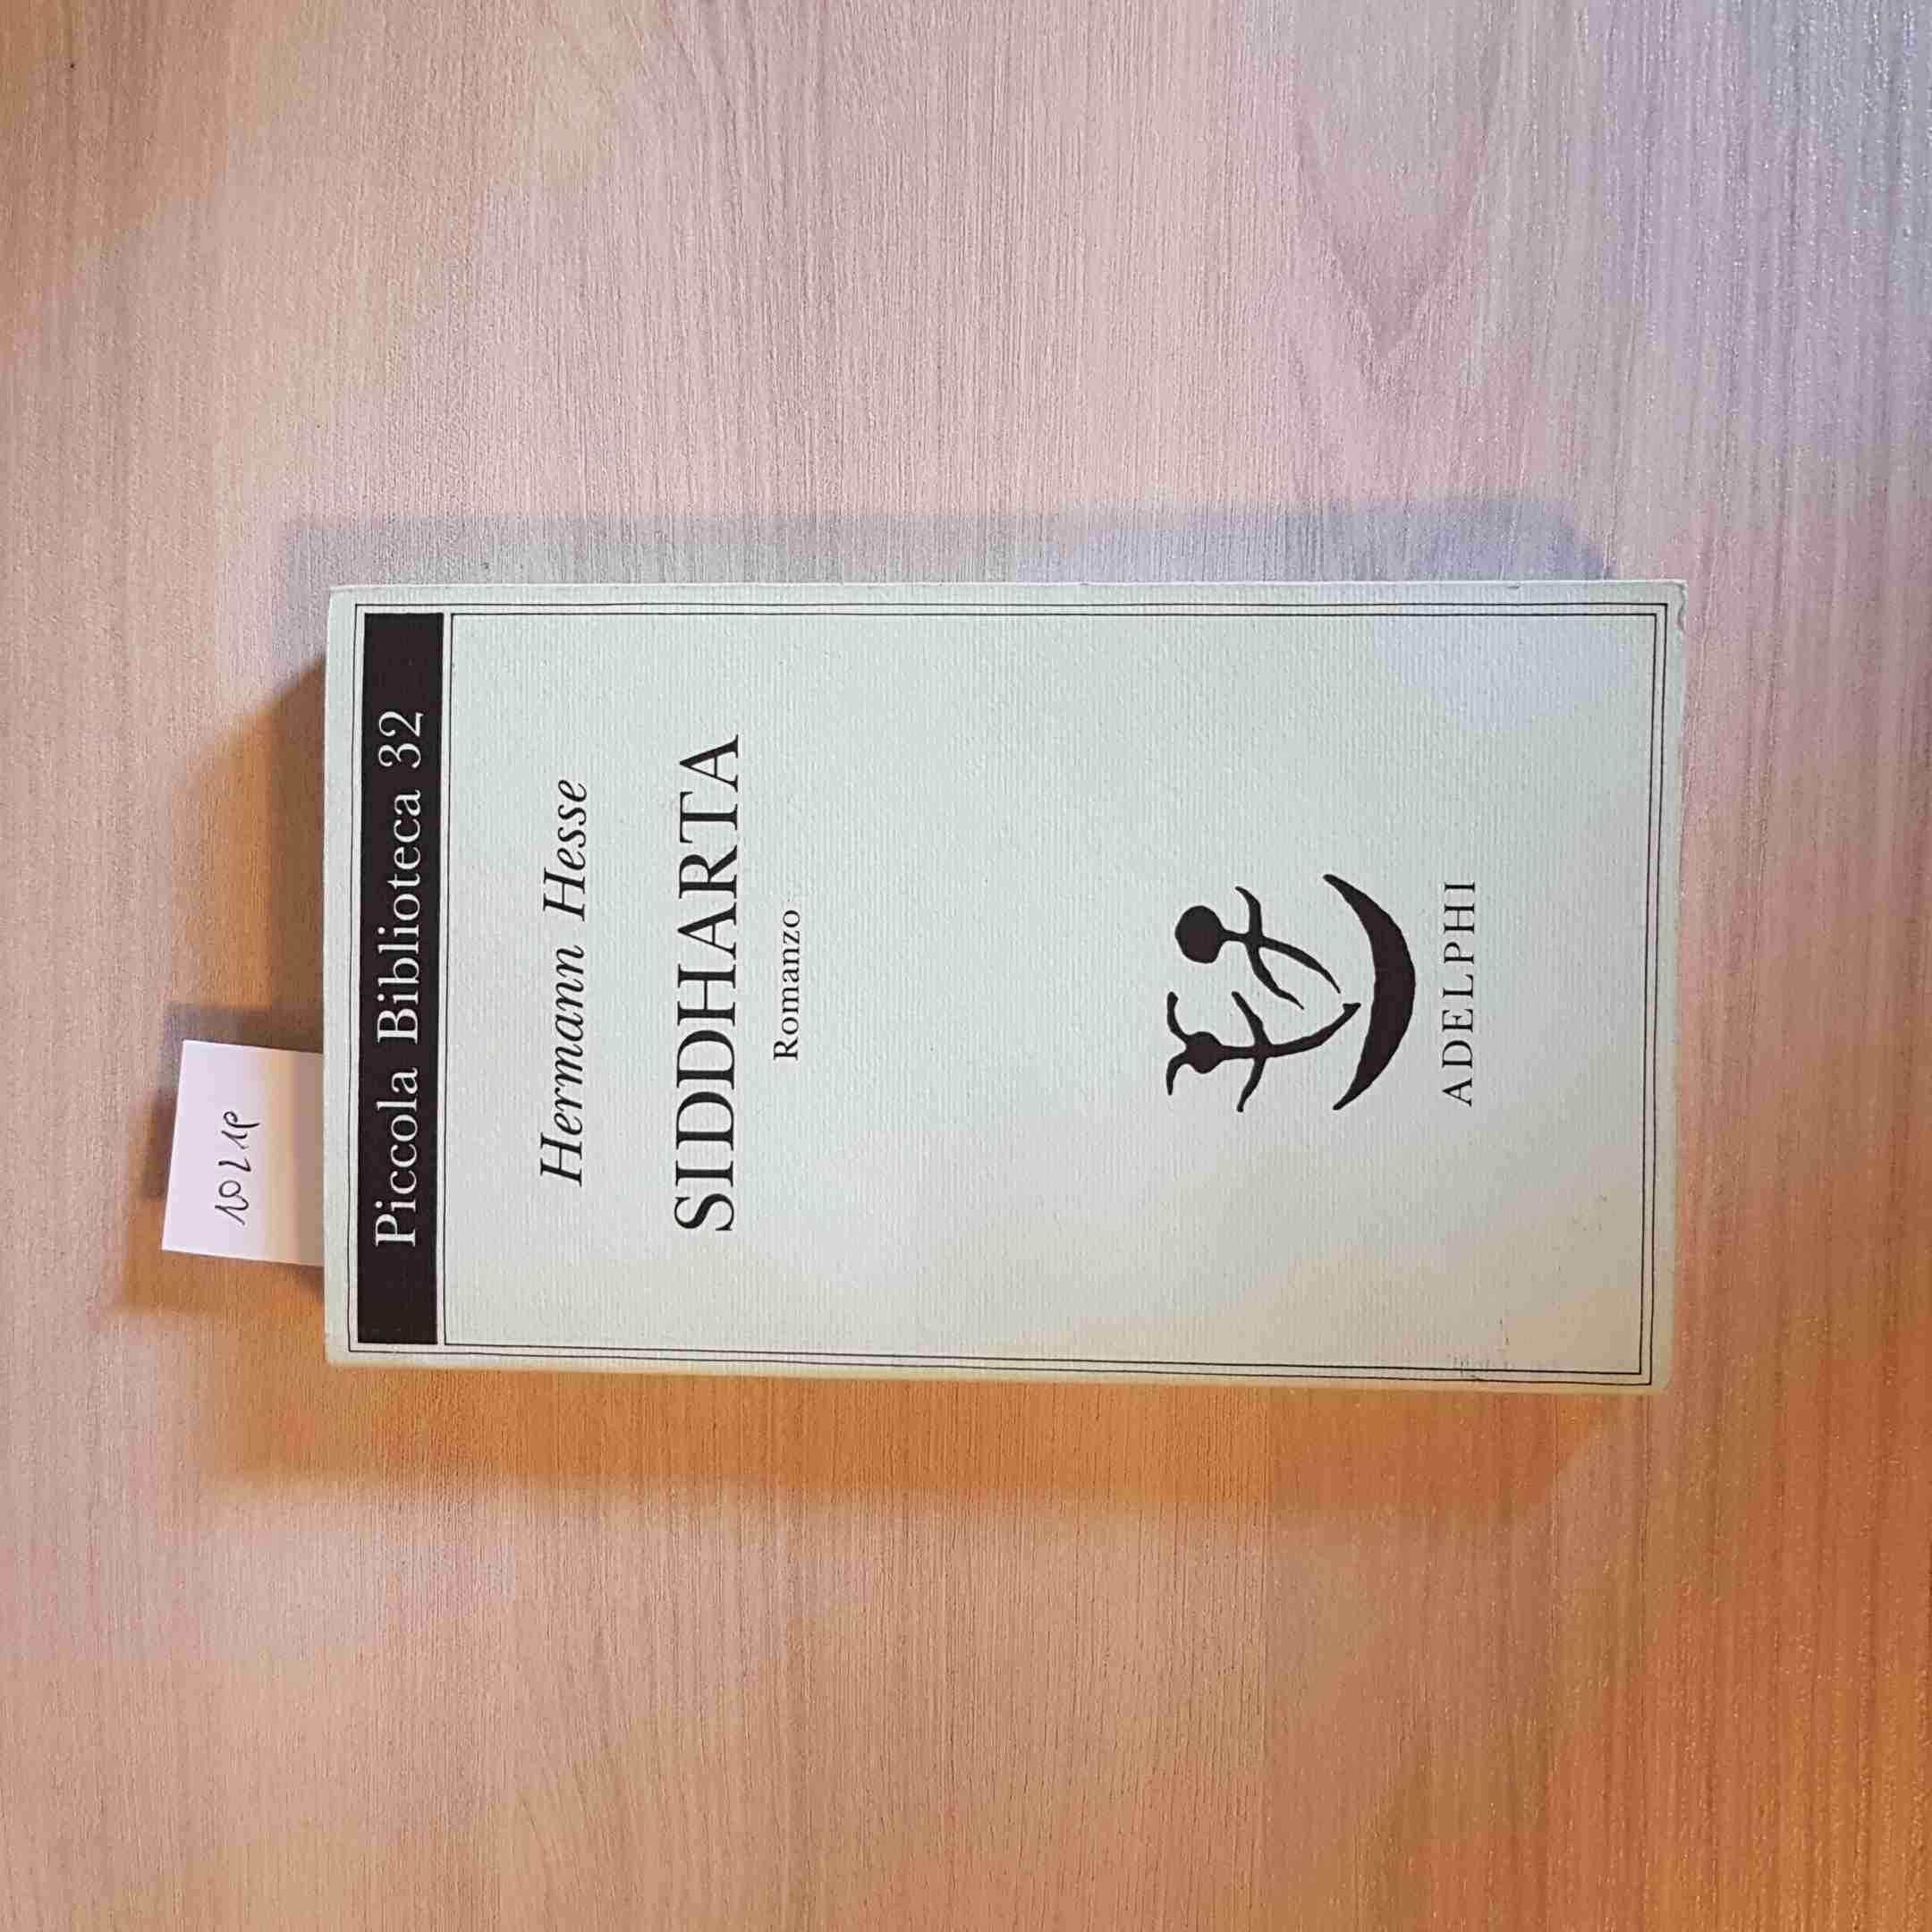 Piccola Biblioteca 32
Hermann Hesse
SIDDHARTA
Romanzo
ADELPHI